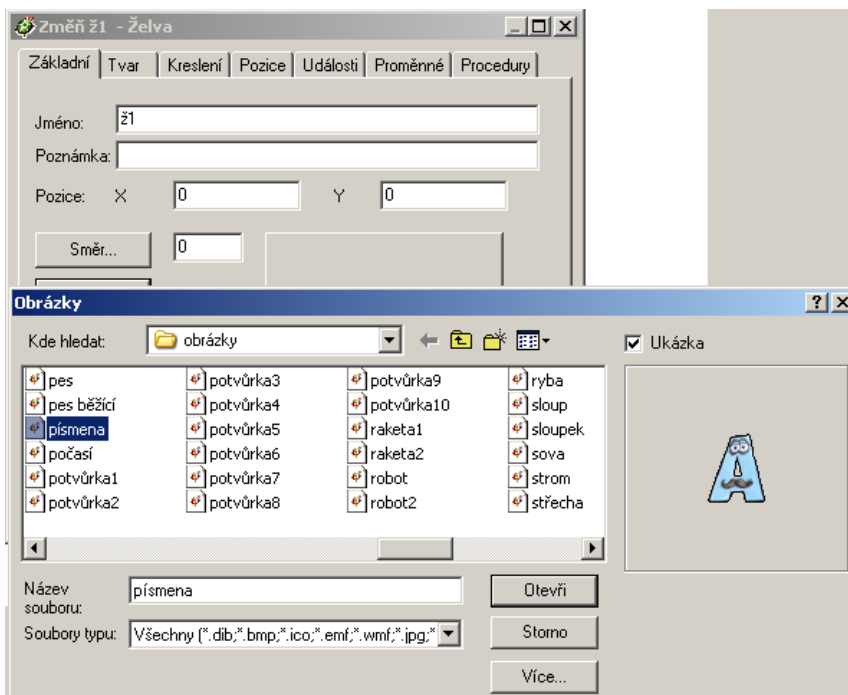 Změň ž1 - Želva
Základní Tvar Kreslení Pozice Události Proměnné Procedury
Jméno: ž1
Poznámka:
Pozice: X 0 Y 0
Směr... 0
Obrázky
Kde hledat: obrázky Ukázka
pes potvůrka3 potvůrka9 ryba
pes běžící potvůrka4 potvůrka10 sloup
písmena potvůrka5 raketa1 sloupek
počasí potvůrka6 raketa2 sova
potvůrka1 potvůrka7 robot strom
potvůrka2 potvůrka8 robot2 střecha
A
Název souboru: písmena Otevři
Soubory typu: Všechny (*.dib;*.bmp;*.ico;*.emf;*.wmf;*.jpg;* Storno
Více...